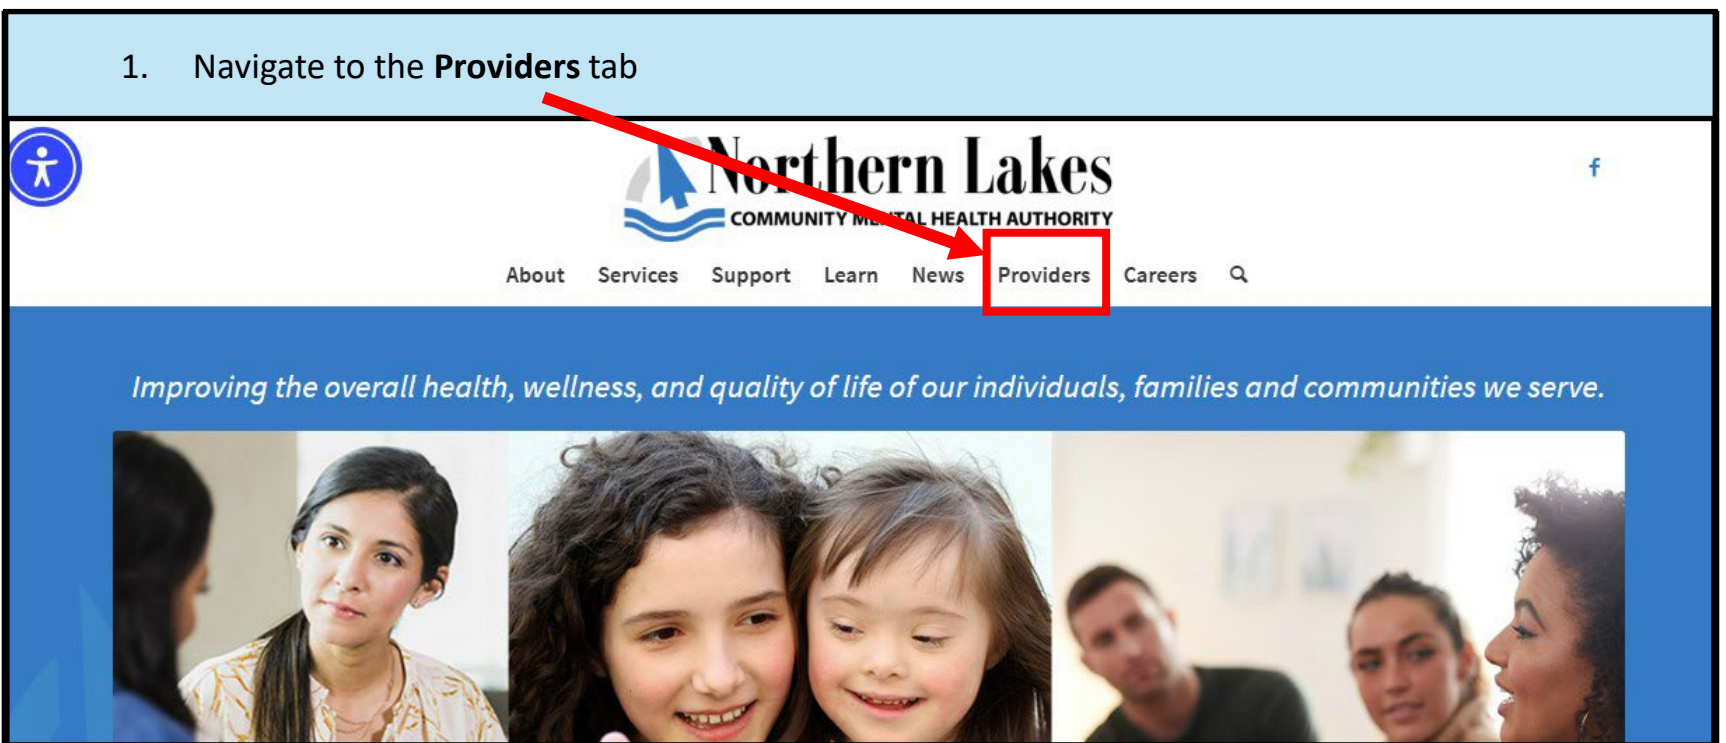 1. Navigate to the Providers tab
Northern Lakes
COMMUNITY MENTAL HEALTH AUTHORITY
f
About Services Support Learn News Providers Careers
Improving the overall health, wellness, and quality of life of our individuals, families and communities we serve.